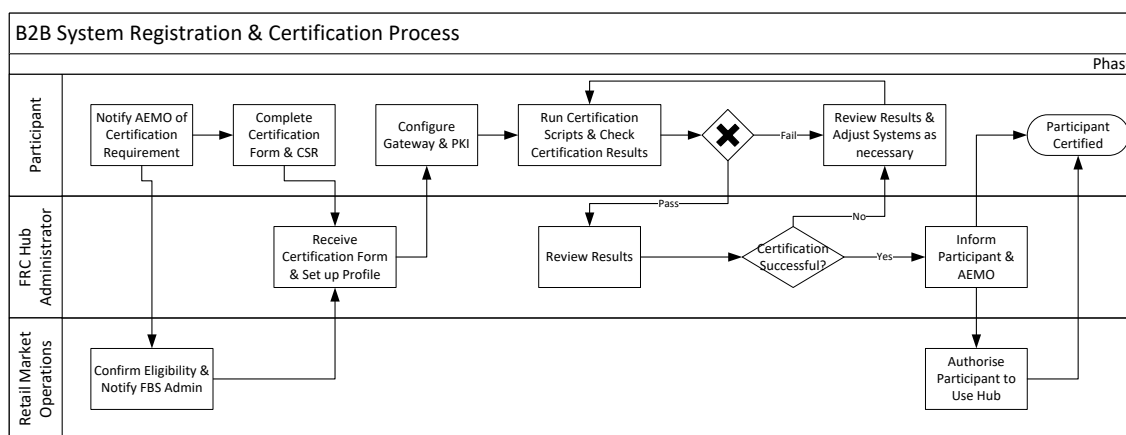 B2B System Registration & Certification Process
Phas
Participant
Notify AEMO of
Certification
Requirement
Complete
Certification
Form & CSR
Configure
Gateway & PKI
Run Certification
Scripts & Check
Certification Results
Fail
Review Results &
Adjust Systems as
necessary
Participant
Certified
Pass
No
FRC Hub
Administrator
Receive
Certification Form
& Set up Profile
Review Results
Certification
Successful?
Yes
Inform
Participant &
AEMO
Retail Market
Operations
Confirm Eligibility &
Notify FBS Admin
Authorise
Participant to
Use Hub